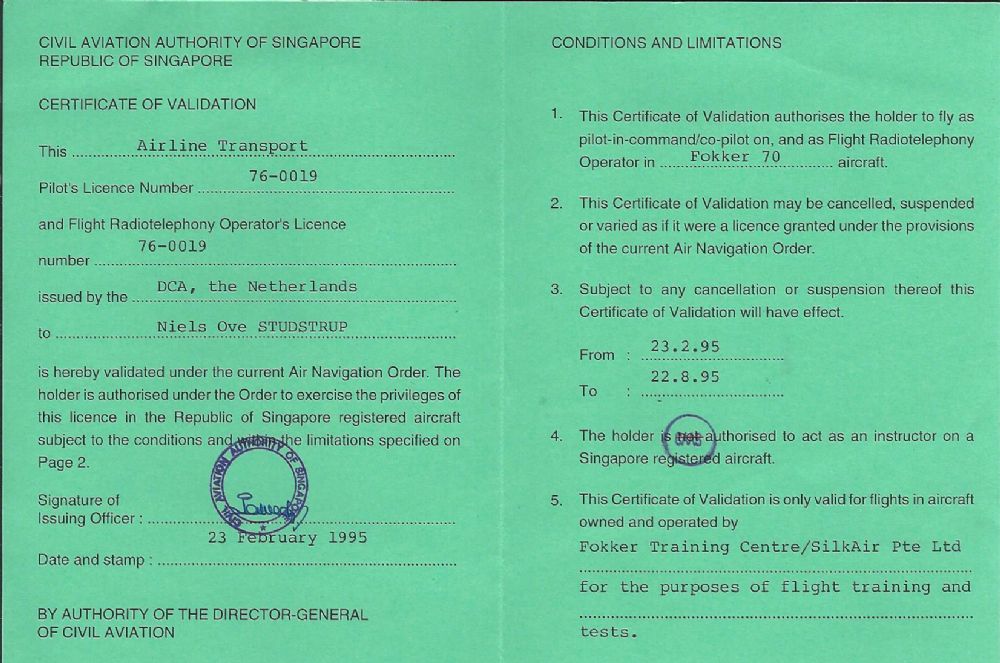 CIVIL AVIATION AUTHORITY OF SINGAPORE
REPUBLIC OF SINGAPORE
CERTIFICATE OF VALIDATION
This Airline Transport
Pilot's Licence Number 76-0019
and Flight Radiotelephony Operator's Licence
number 76-0019
issued by the DCA, the Netherlands
to Niels Ove STUDSTRUP
is hereby validated under the current Air Navigation Order. The
holder is authorised under the Order to exercise the privileges of
this licence in the Republic of Singapore registered aircraft
subject to the conditions and within the limitations specified on
Page 2.
CIVIL AVIATION AUTHORITY OF SINGAPORE
Signature of
Issuing Officer :
23 February 1995
Date and stamp :
BY AUTHORITY OF THE DIRECTOR-GENERAL
OF CIVIL AVIATION
CONDITIONS AND LIMITATIONS
1. This Certificate of Validation authorises the holder to fly as
pilot-in-command/co-pilot on, and as Flight Radiotelephony
Operator in Fokker 70 aircraft.
2. This Certificate of Validation may be cancelled, suspended
or varied as if it were a licence granted under the provisions
of the current Air Navigation Order.
3. Subject to any cancellation or suspension thereof this
Certificate of Validation will have effect.
From : 23.2.95
To : 22.8.95
4. The holder is not authorised to act as an instructor on a
Singapore registered aircraft.
5. This Certificate of Validation is only valid for flights in aircraft
owned and operated by
Fokker Training Centre/SilkAir Pte Ltd
for the purposes of flight training and
tests.